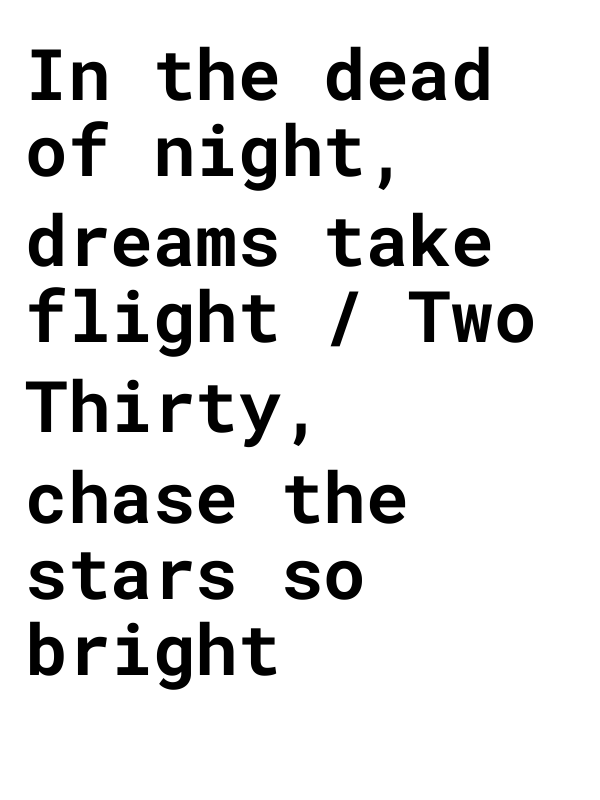 In the dead
of night,
dreams take
flight / Two
Thirty,
chase the
stars so
bright